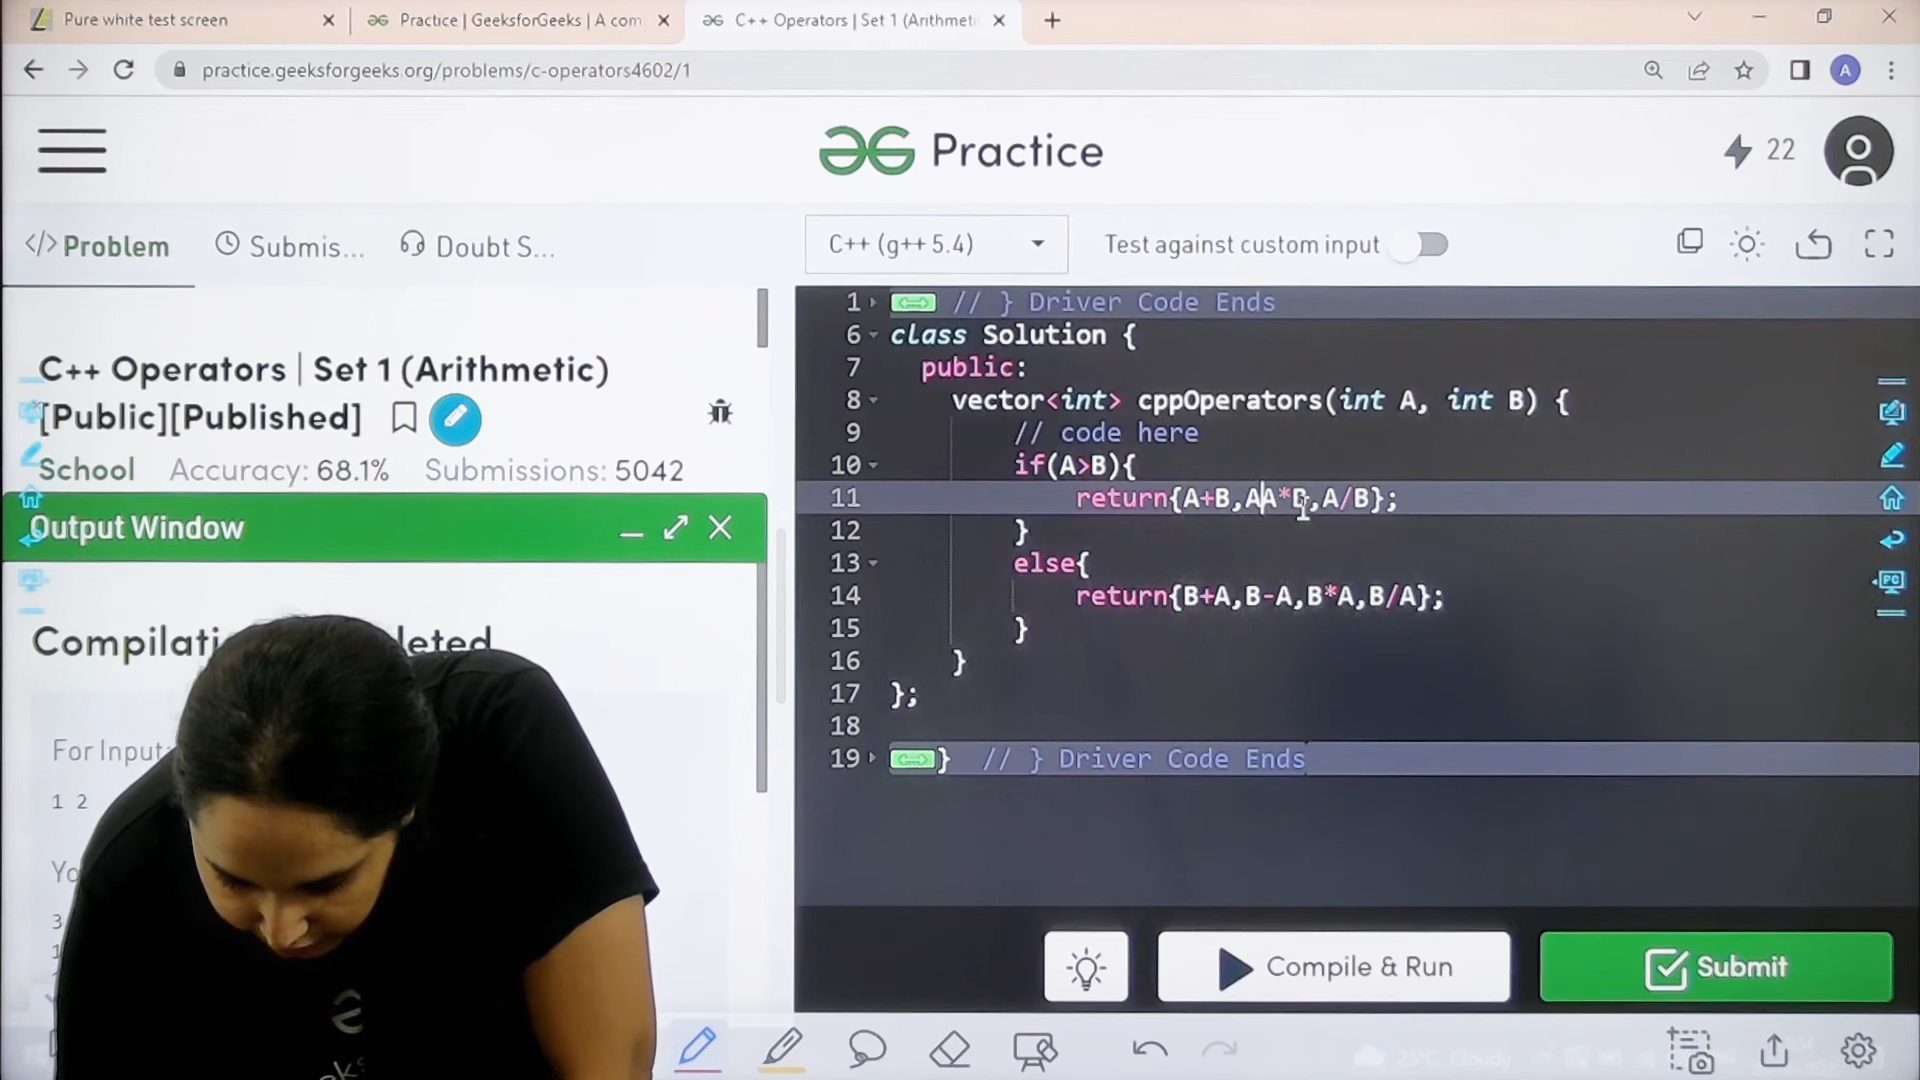 Pure white test screen
Practice | GeeksforGeeks | A com
C++ Operators | Set 1 (Arithmeti
practice.geeksforgeeks.org/problems/c-operators4602/1
A
Practice
22
</> Problem
Submis...
Doubt S...
C++ (g++ 5.4)
Test against custom input
C++ Operators | Set 1 (Arithmetic)
[Public][Published]
School Accuracy: 68.1% Submissions: 5042
Output Window
For Input
1 2
3
1
1 // } Driver Code Ends
6 class Solution {
7 public:
8 vector<int> cppOperators(int A, int B) {
9 // code here
10 if(A>B){
11 return{A+B,AA*B,A/B};
12 }
13 else{
14 return{B+A,B-A,B*A,B/A};
15 }
16 }
17 };
18
19 } // } Driver Code Ends
PC
Compile & Run
Submit